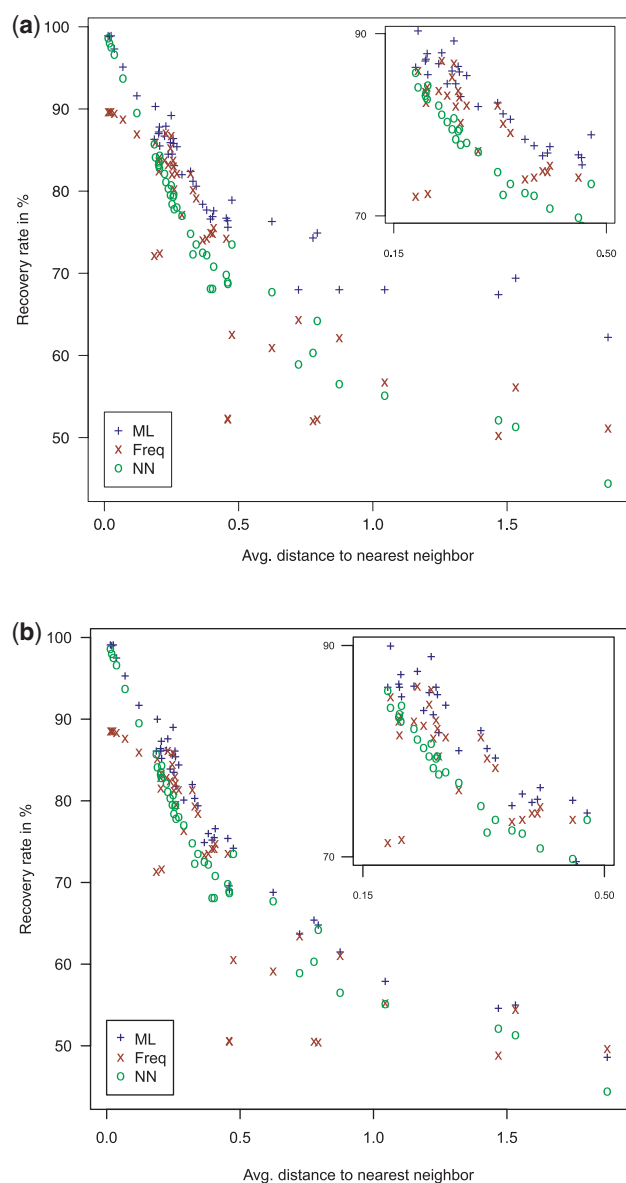 (a)
100
90
80
70
60
50
Recovery rate in %
90
70
0.15
0.50
+ ML
x Freq
o NN
0.0
0.5
1.0
1.5
Avg. distance to nearest neighbor
(b)
100
90
80
70
60
50
Recovery rate in %
90
70
0.15
0.50
+ ML
x Freq
o NN
0.0
0.5
1.0
1.5
Avg. distance to nearest neighbor